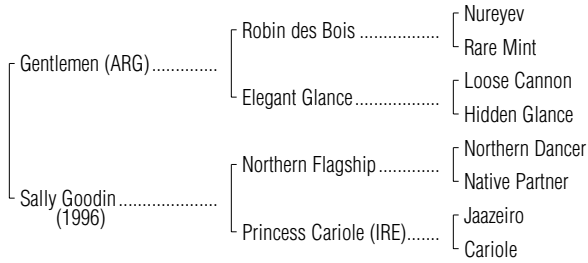 Nureyev
Robin des Bois ..................
Rare Mint
Gentlemen (ARG) .............
Loose Cannon
Elegant Glance ...................
Hidden Glance
Northern Dancer
Northern Flagship .............
Native Partner
Sally Goodin .....................
(1996)
Jaazeiro
Princess Cariole (IRE).......
Cariole